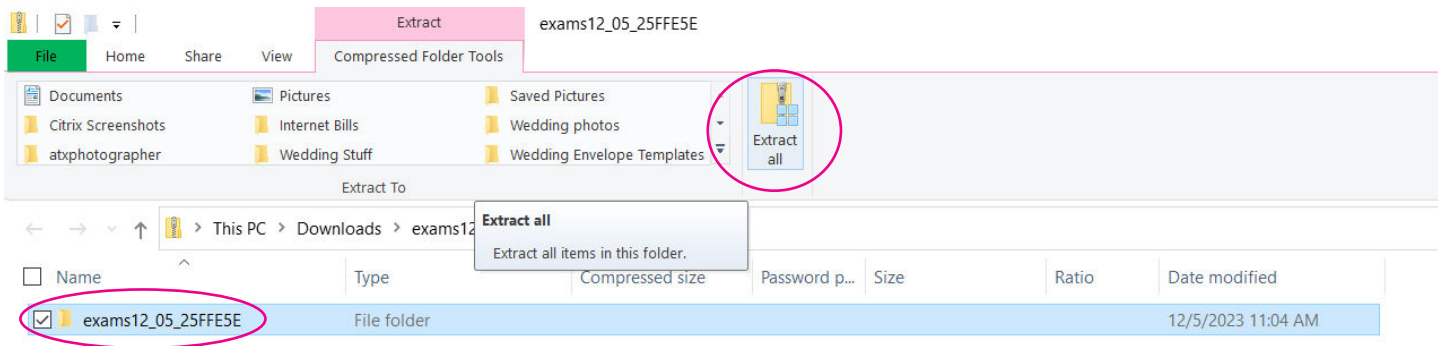 Extract exams12_05_25FFE5E
File Home Share View Compressed Folder Tools
Documents Pictures Saved Pictures
Citrix Screenshots Internet Bills Wedding photos
atxphotographer Wedding Stuff Wedding Envelope Templates
Extract
all
Extract To
This PC > Downloads > exams12
Extract all
Extract all items in this folder.
Name Type Compressed size Password p... Size Ratio Date modified
exams12_05_25FFE5E File folder 12/5/2023 11:04 AM